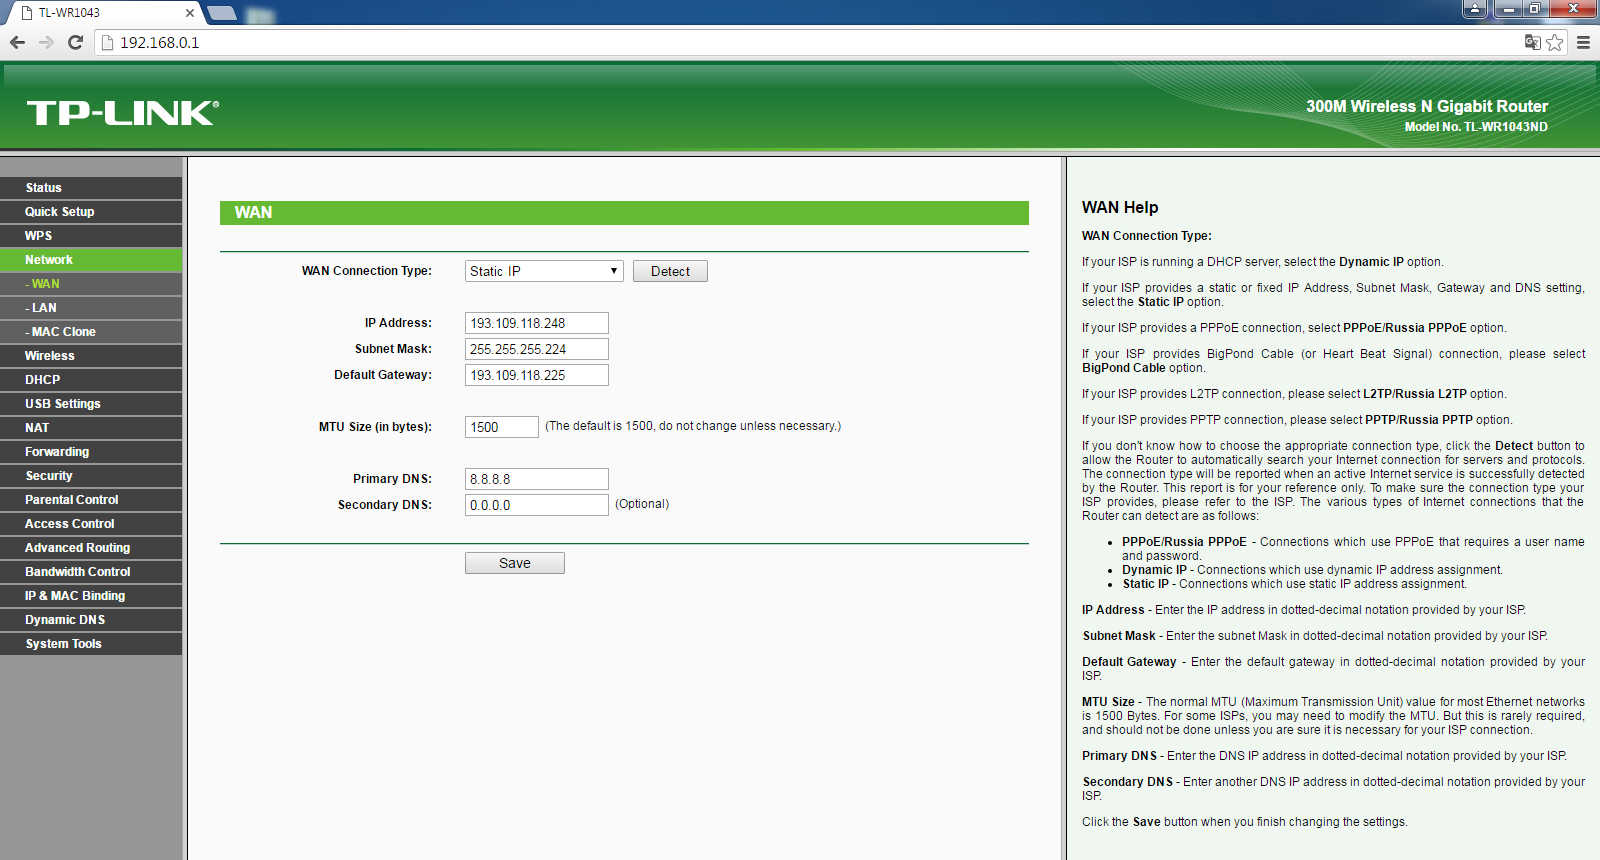 TL-WR1043
192.168.0.1
TP-LINK®
300M Wireless N Gigabit Router
Model No. TL-WR1043ND
Status
Quick Setup
WPS
Network
- WAN
- LAN
- MAC Clone
Wireless
DHCP
USB Settings
NAT
Forwarding
Security
Parental Control
Access Control
Advanced Routing
Bandwidth Control
IP & MAC Binding
Dynamic DNS
System Tools
WAN
WAN Connection Type: Static IP Detect
IP Address: 193.109.118.248
Subnet Mask: 255.255.255.224
Default Gateway: 193.109.118.225
MTU Size (in bytes): 1500 (The default is 1500, do not change unless necessary.)
Primary DNS: 8.8.8.8
Secondary DNS: 0.0.0.0 (Optional)
Save
WAN Help
WAN Connection Type:
If your ISP is running a DHCP server, select the Dynamic IP option.
If your ISP provides a static or fixed IP Address, Subnet Mask, Gateway and DNS setting,
select the Static IP option.
If your ISP provides a PPPoE connection, select PPPoE/Russia PPPoE option.
If your ISP provides BigPond Cable (or Heart Beat Signal) connection, please select
BigPond Cable option.
If your ISP provides L2TP connection, please select L2TP/Russia L2TP option.
If your ISP provides PPTP connection, please select PPTP/Russia PPTP option.
If you don't know how to choose the appropriate connection type, click the Detect button to
allow the Router to automatically search your Internet connection for servers and protocols.
The connection type will be reported when an active Internet service is successfully detected
by the Router. This report is for your reference only. To make sure the connection type your
ISP provides, please refer to the ISP. The various types of Internet connections that the
Router can detect are as follows:
• PPPoE/Russia PPPoE - Connections which use PPPoE that requires a user name
and password.
• Dynamic IP - Connections which use dynamic IP address assignment.
• Static IP - Connections which use static IP address assignment.
IP Address - Enter the IP address in dotted-decimal notation provided by your ISP.
Subnet Mask - Enter the subnet Mask in dotted-decimal notation provided by your ISP.
Default Gateway - Enter the default gateway in dotted-decimal notation provided by your
ISP.
MTU Size - The normal MTU (Maximum Transmission Unit) value for most Ethernet networks
is 1500 Bytes. For some ISPs, you may need to modify the MTU. But this is rarely required,
and should not be done unless you are sure it is necessary for your ISP connection.
Primary DNS - Enter the DNS IP address in dotted-decimal notation provided by your ISP.
Secondary DNS - Enter another DNS IP address in dotted-decimal notation provided by your
ISP.
Click the Save button when you finish changing the settings.